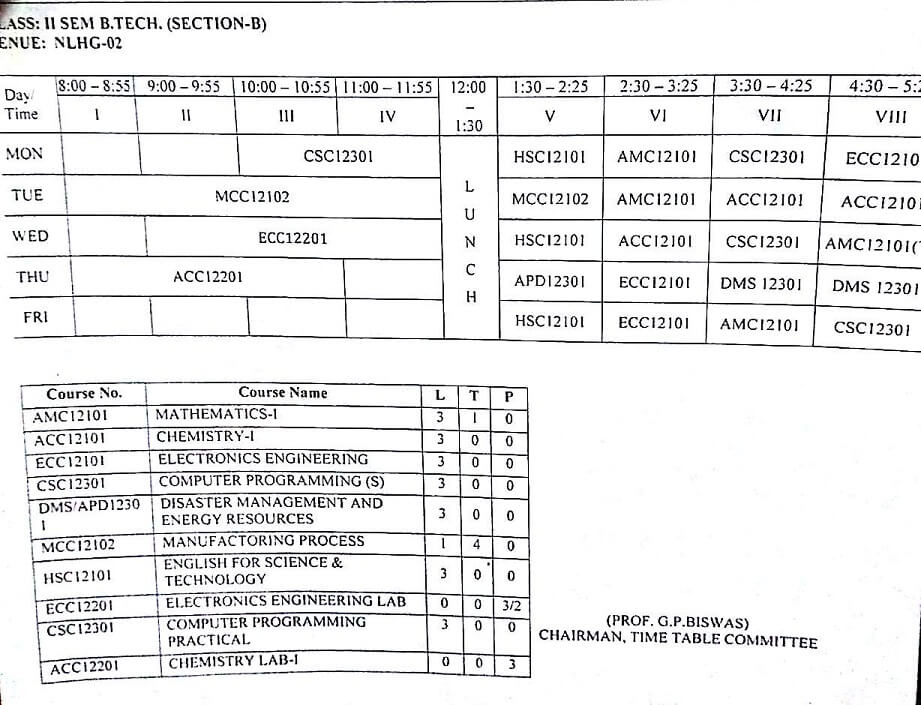 LASS: II SEM B.TECH. (SECTION-B)
ENUE: NLHG-02
Day/ Time 8:00 – 8:55 9:00 – 9:55 10:00 – 10:55 11:00 – 11:55 12:00 – 1:30 1:30 – 2:25 2:30 – 3:25 3:30 – 4:25 4:30 – 5:2
I II III IV V VI VII VIII
MON CSC12301 HSC12101 AMC12101 CSC12301 ECC1210
TUE MCC12102 MCC12102 AMC12101 ACC12101 ACC12101
WED ECC12201 HSC12101 ACC12101 CSC12301 AMC12101(
THU ACC12201 APD12301 ECC12101 DMS 12301 DMS 12301
FRI HSC12101 ECC12101 AMC12101 CSC12301
LUNCH
Course No. Course Name L T P
AMC12101 MATHEMATICS-I 3 1 0
ACC12101 CHEMISTRY-I 3 0 0
ECC12101 ELECTRONICS ENGINEERING 3 0 0
CSC12301 COMPUTER PROGRAMMING (S) 3 0 0
DMS/APD1230 DISASTER MANAGEMENT AND
1 ENERGY RESOURCES 3 0 0
MCC12102 MANUFACTORING PROCESS 1 4 0
HSC12101 ENGLISH FOR SCIENCE &
TECHNOLOGY 3 0 0
ECC12201 ELECTRONICS ENGINEERING LAB 0 0 3/2
CSC12301 COMPUTER PROGRAMMING
PRACTICAL 3 0 0
ACC12201 CHEMISTRY LAB-I 0 0 3
(PROF. G.P.BISWAS)
CHAIRMAN, TIME TABLE COMMITTEE